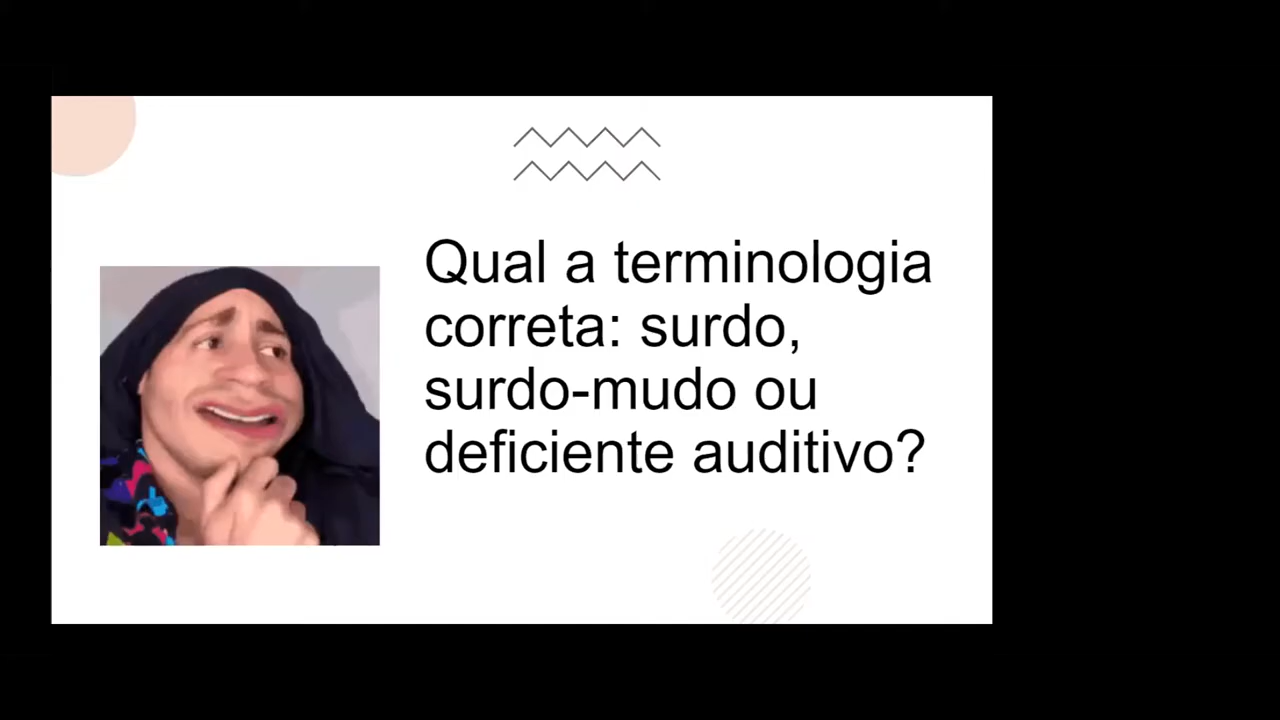 Qual a terminologia
correta: surdo,
surdo-mudo ou
deficiente auditivo?